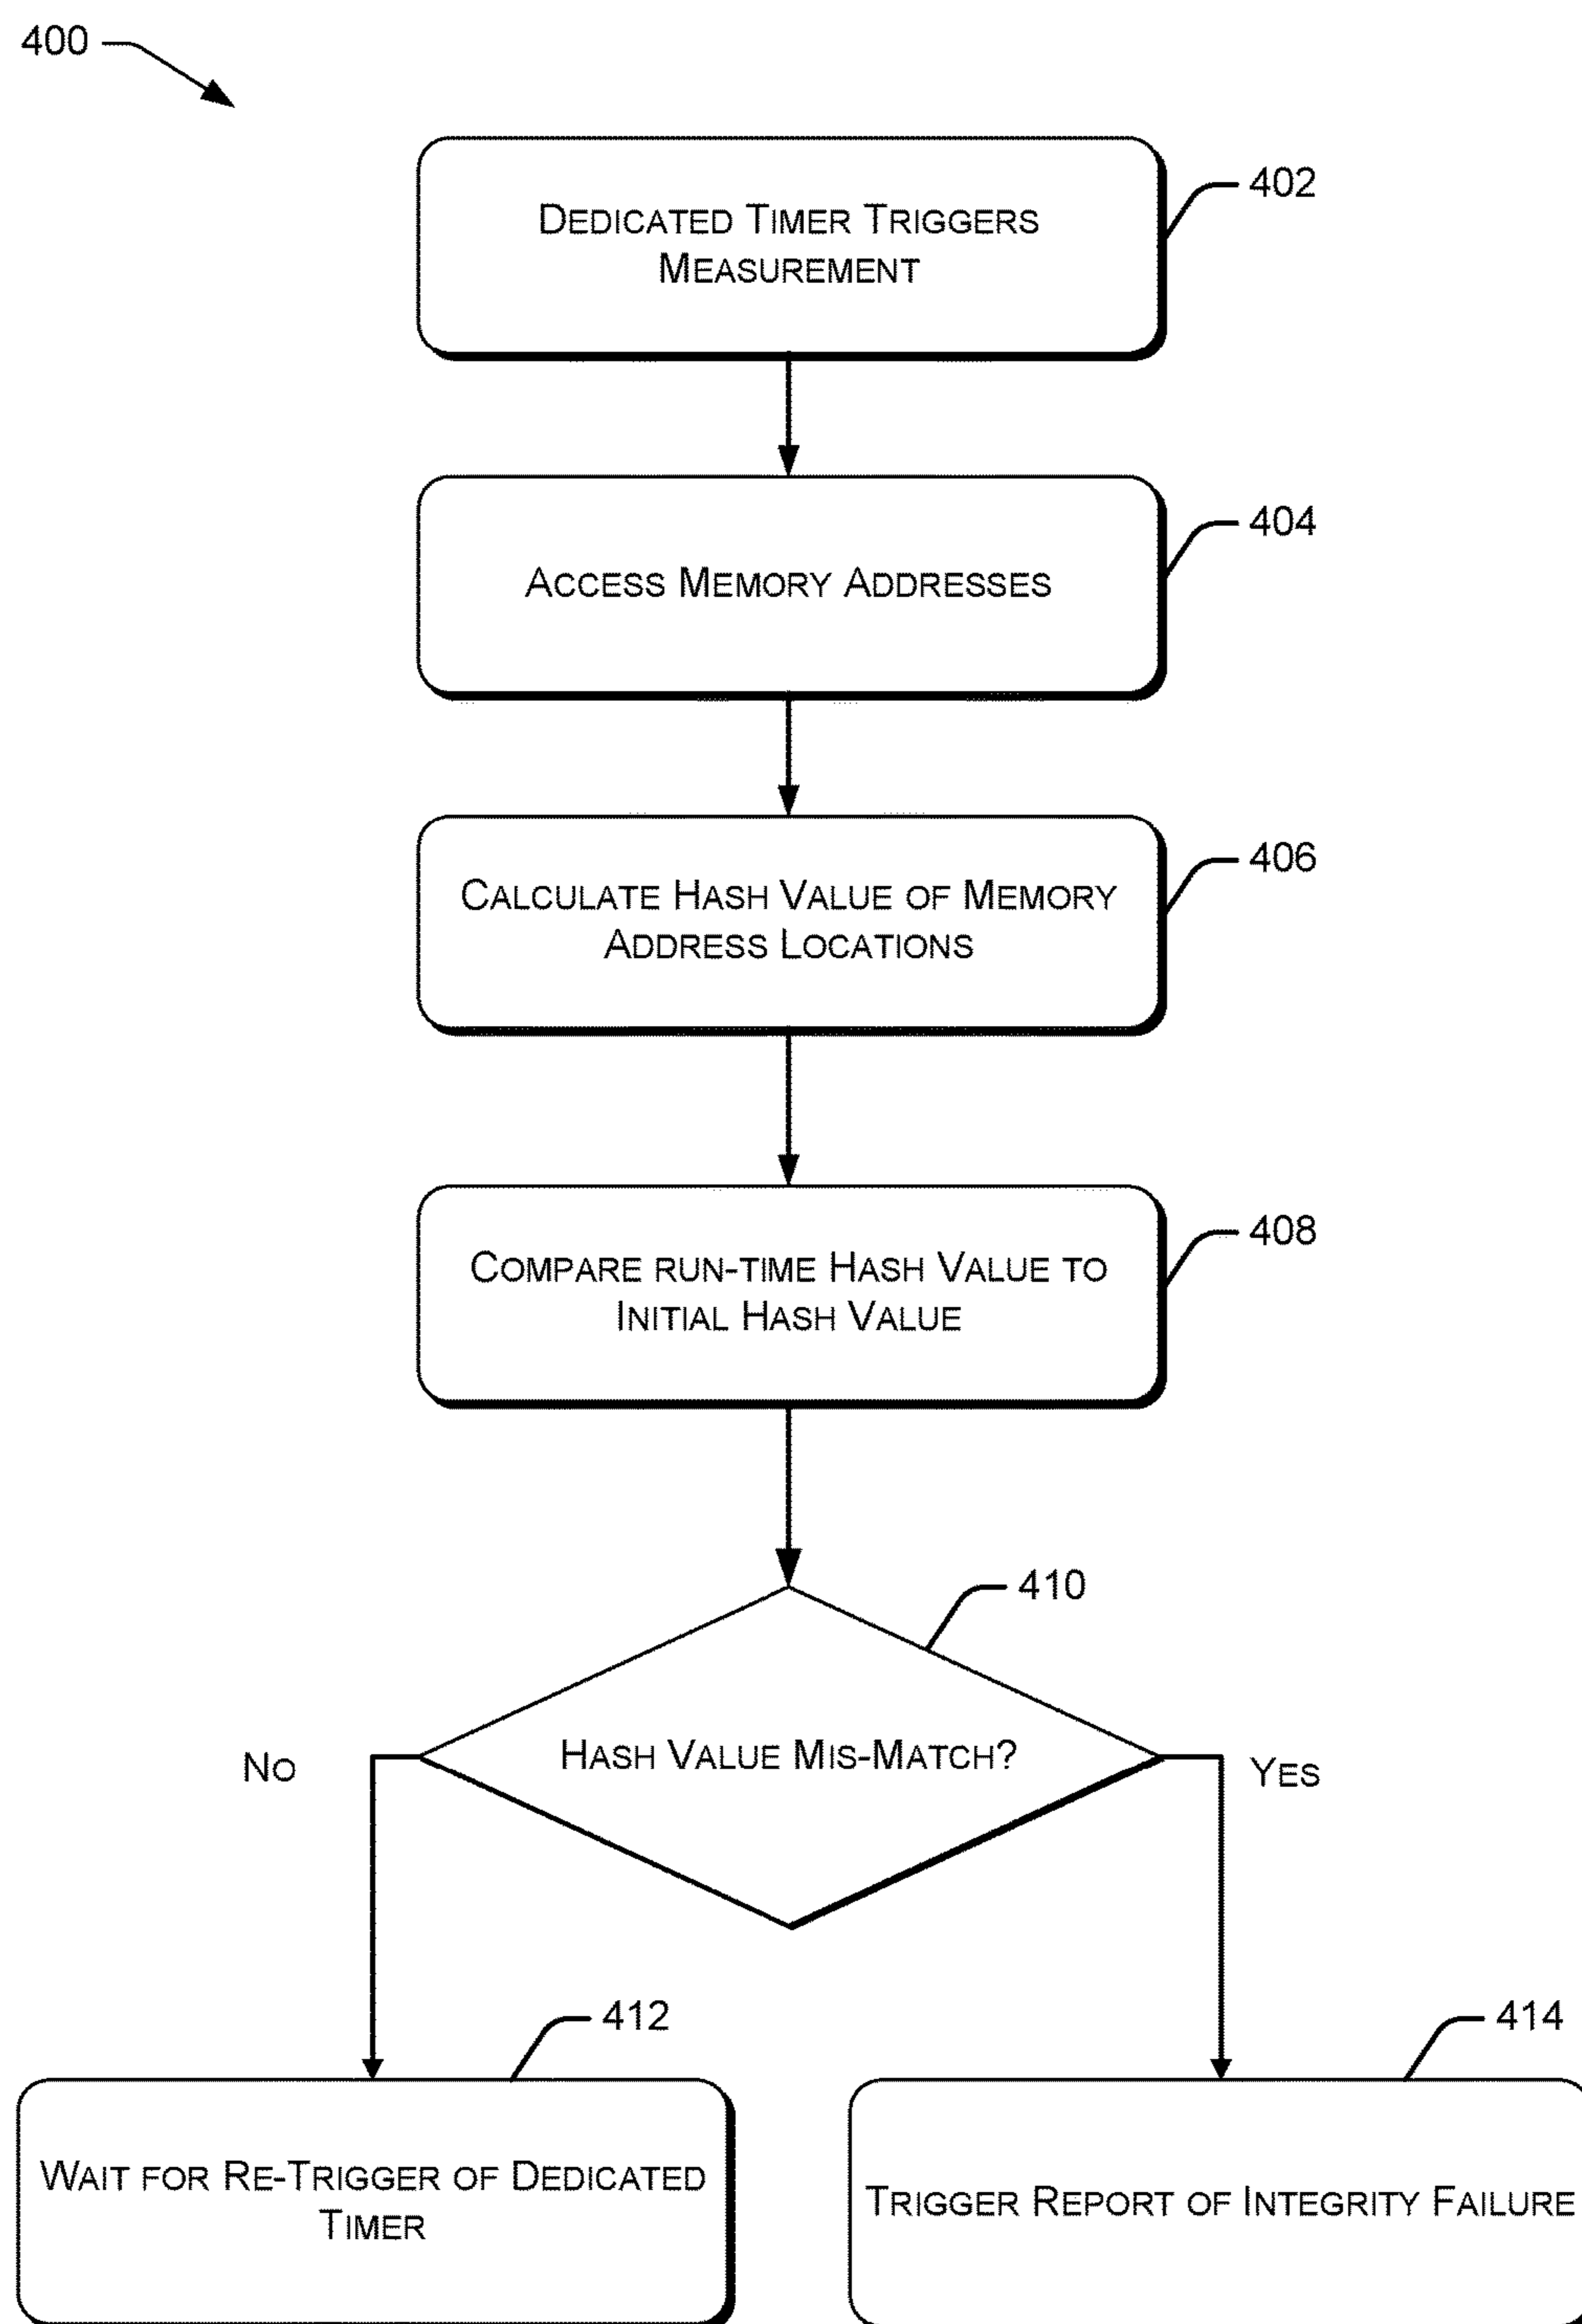 400
DEDICATED TIMER TRIGGERS
MEASUREMENT
402
ACCESS MEMORY ADDRESSES
404
CALCULATE HASH VALUE OF MEMORY
ADDRESS LOCATIONS
406
COMPARE RUN-TIME HASH VALUE TO
INITIAL HASH VALUE
408
HASH VALUE MIS-MATCH?
410
NO
YES
WAIT FOR RE-TRIGGER OF DEDICATED
TIMER
412
TRIGGER REPORT OF INTEGRITY FAILURE
414